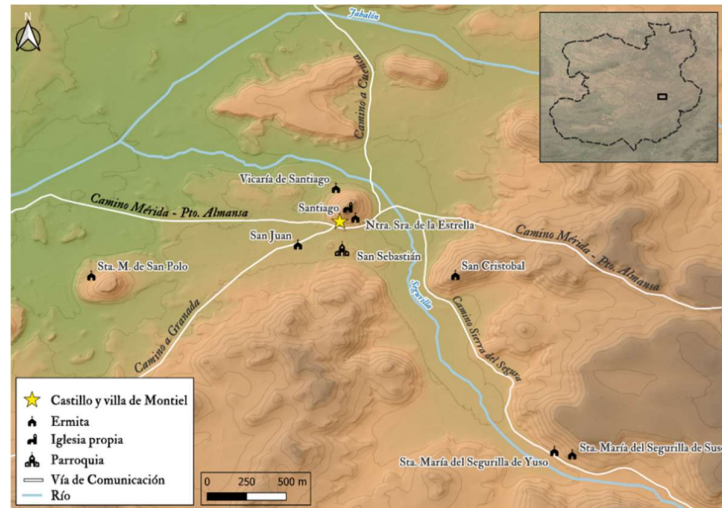 N
Jabalón
Camino a Cuenca
Vicaría de Santiago
Santiago
Camino Mérida - Pto. Almansa
Ntra. Sra. de la Estrella
San Juan
San Sebastián
Camino Mérida - Pto. Almansa
Sta. M. de San Polo
San Cristobal
Segurilla
Camino a Granada
Camino Sierra del Segura
Sta. María del Segurilla de Yuso
Sta. María del Segurilla de Suso
Castillo y villa de Montiel
Ermita
Iglesia propia
Parroquia
Vía de Comunicación
Río
0 250 500 m